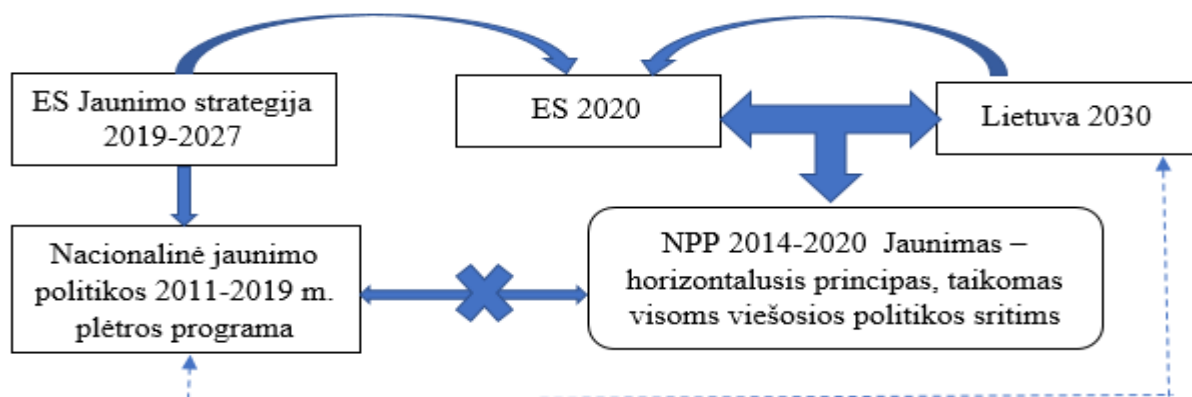 ES Jaunimo strategija
2019-2027
ES 2020
Lietuva 2030
Nacionalinė jaunimo
politikos 2011-2019 m.
plėtros programa
NPP 2014-2020 Jaunimas –
horizontalusis principas, taikomas
visoms viešosios politikos sritims